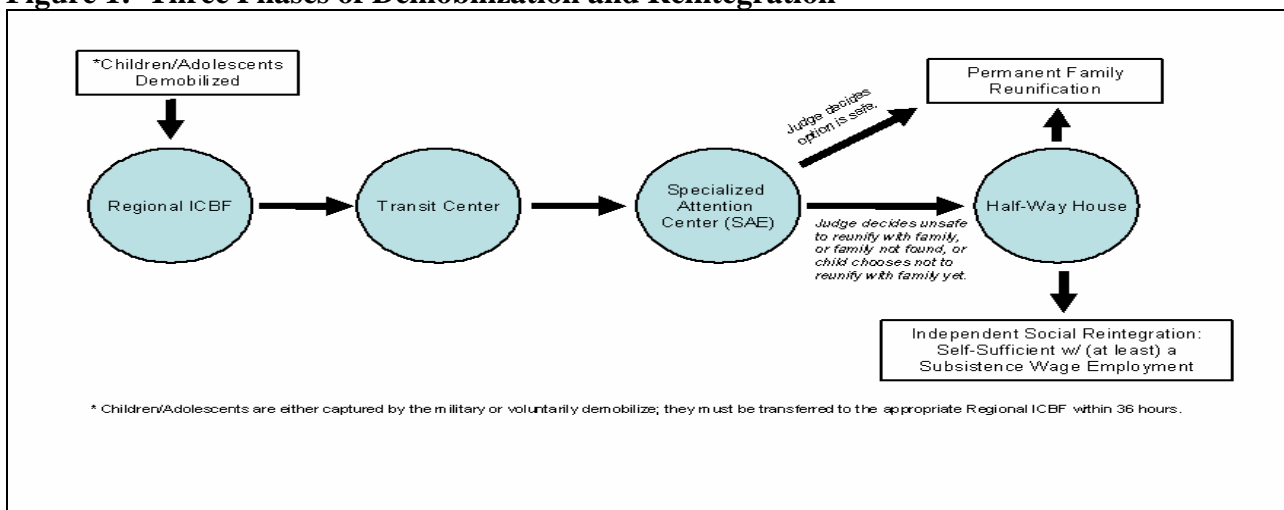 Figure 1: Three Phases of Demobilization and Reintegration
*Children/Adolescents
Demobilized
Permanent Family
Reunification
Judge decides
option is safe.
Regional ICBF
Transit Center
Specialized
Attention
Center (SAE)
Half-Way House
Judge decides unsafe
to reunify with family,
or family not found, or
child chooses not to
reunify with family yet.
Independent Social Reintegration:
Self-Sufficient w/ (at least) a
Subsistence Wage Employment
* Children/Adolescents are either captured by the military or voluntarily demobilize; they must be transferred to the appropriate Regional ICBF within 36 hours.